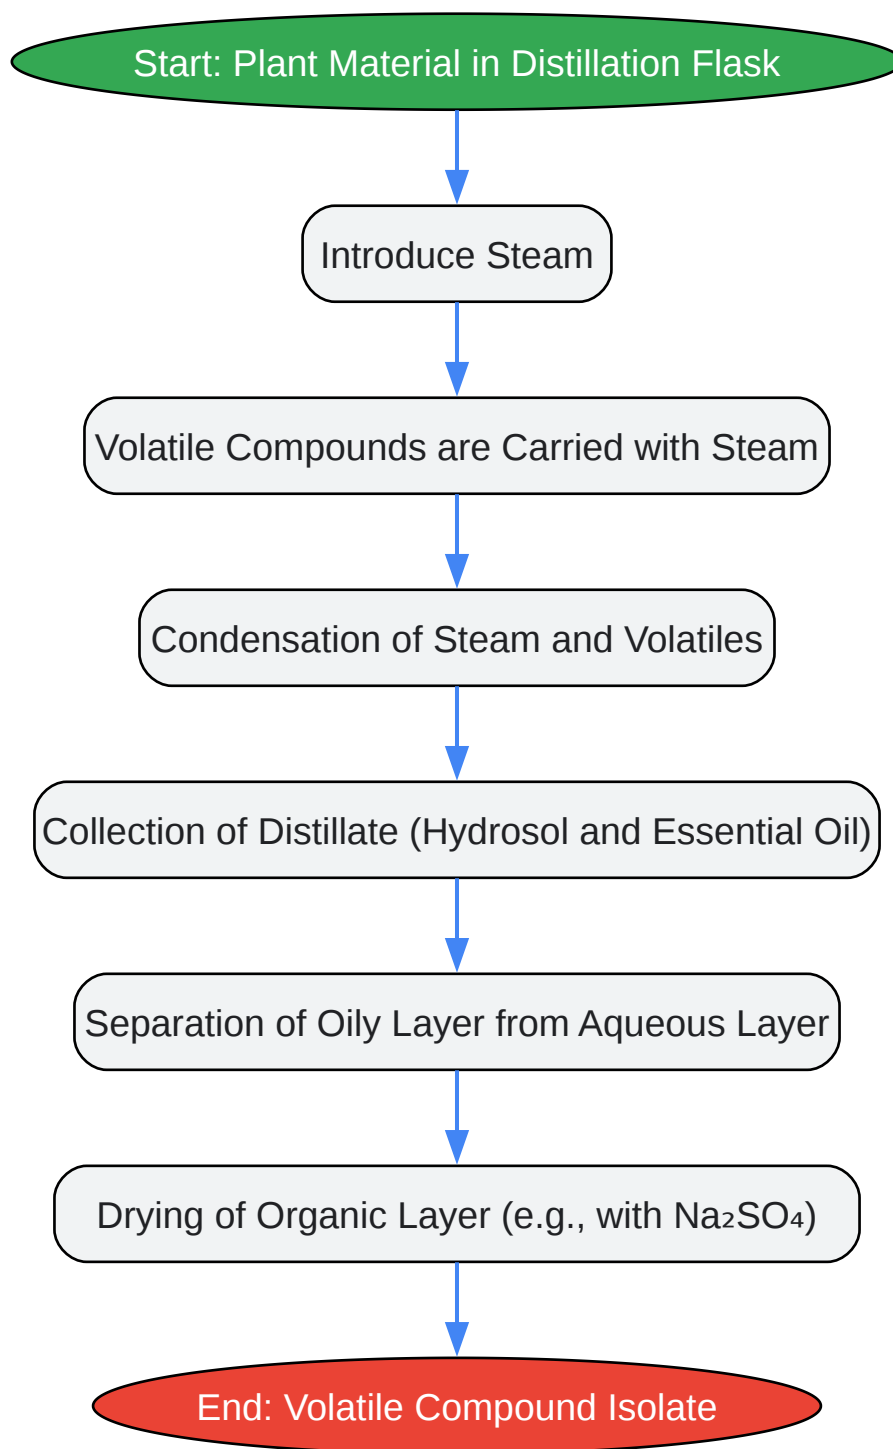 Start: Plant Material in Distillation Flask
Introduce Steam
Volatile Compounds are Carried with Steam
Condensation of Steam and Volatiles
Collection of Distillate (Hydrosol and Essential Oil)
Separation of Oily Layer from Aqueous Layer
Drying of Organic Layer (e.g., with Na₂SO₄)
End: Volatile Compound Isolate